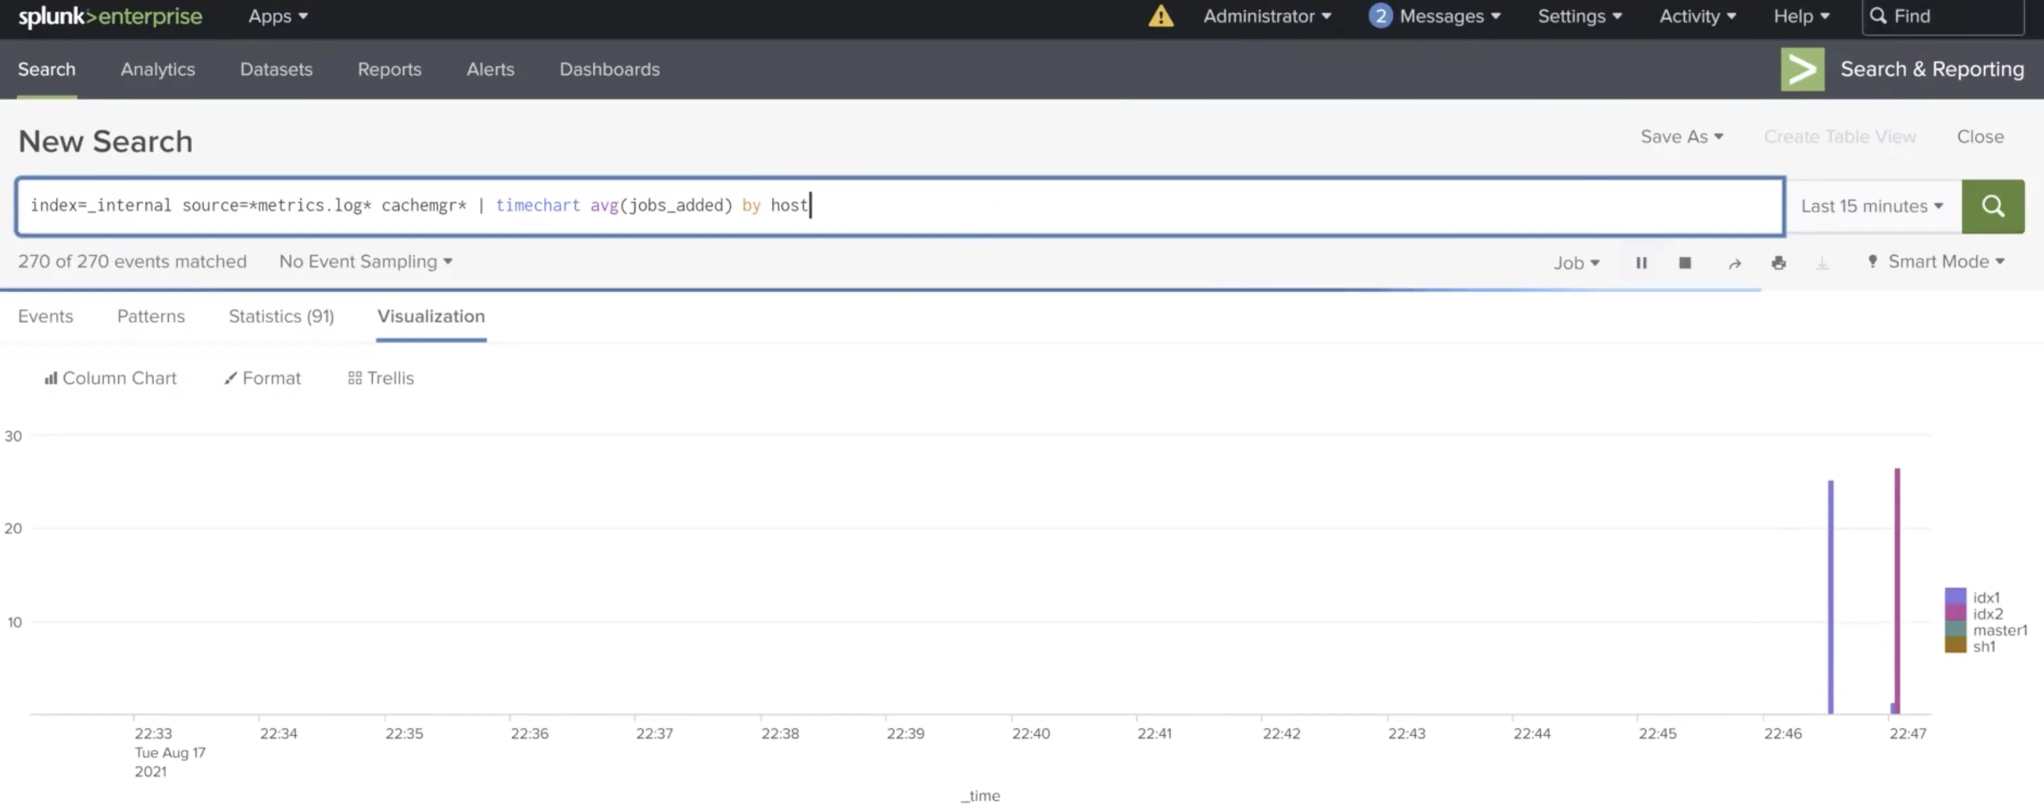 splunk>enterprise Apps Administrator 2 Messages Settings Activity Help Find
Search Analytics Datasets Reports Alerts Dashboards Search & Reporting
New Search Save As Create Table View Close
index=_internal source=*metrics.log* cachemgr* | timechart avg(jobs_added) by host Last 15 minutes
270 of 270 events matched No Event Sampling Job Smart Mode
Events Patterns Statistics (91) Visualization
Column Chart Format Trellis
30
20
10
idx1
idx2
master1
sh1
22:33 22:34 22:35 22:36 22:37 22:38 22:39 22:40 22:41 22:42 22:43 22:44 22:45 22:46 22:47
Tue Aug 17
2021
_time